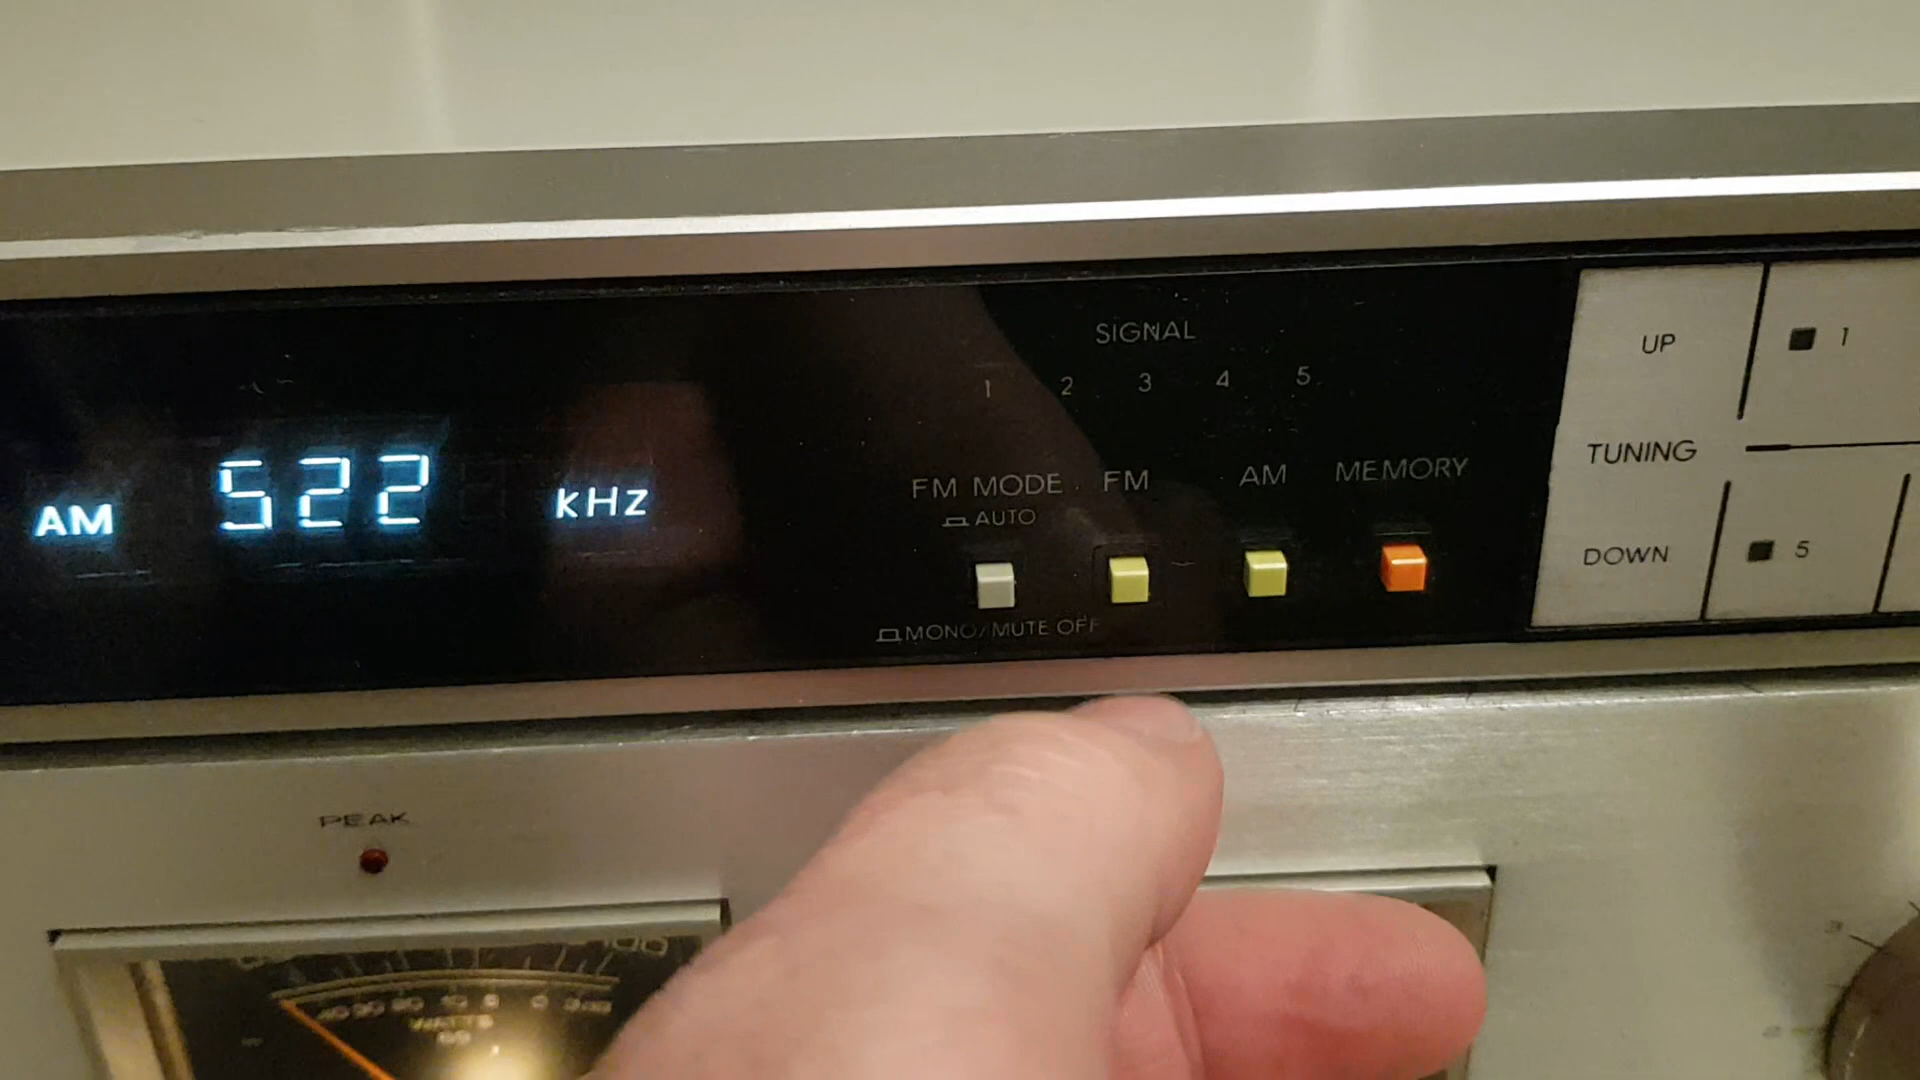 SIGNAL
1 2 3 4 5
UP
1
AM 522 kHz
FM MODE FM AM MEMORY
AUTO
TUNING
DOWN
5
MONO/MUTE OFF
PEAK
WATTS